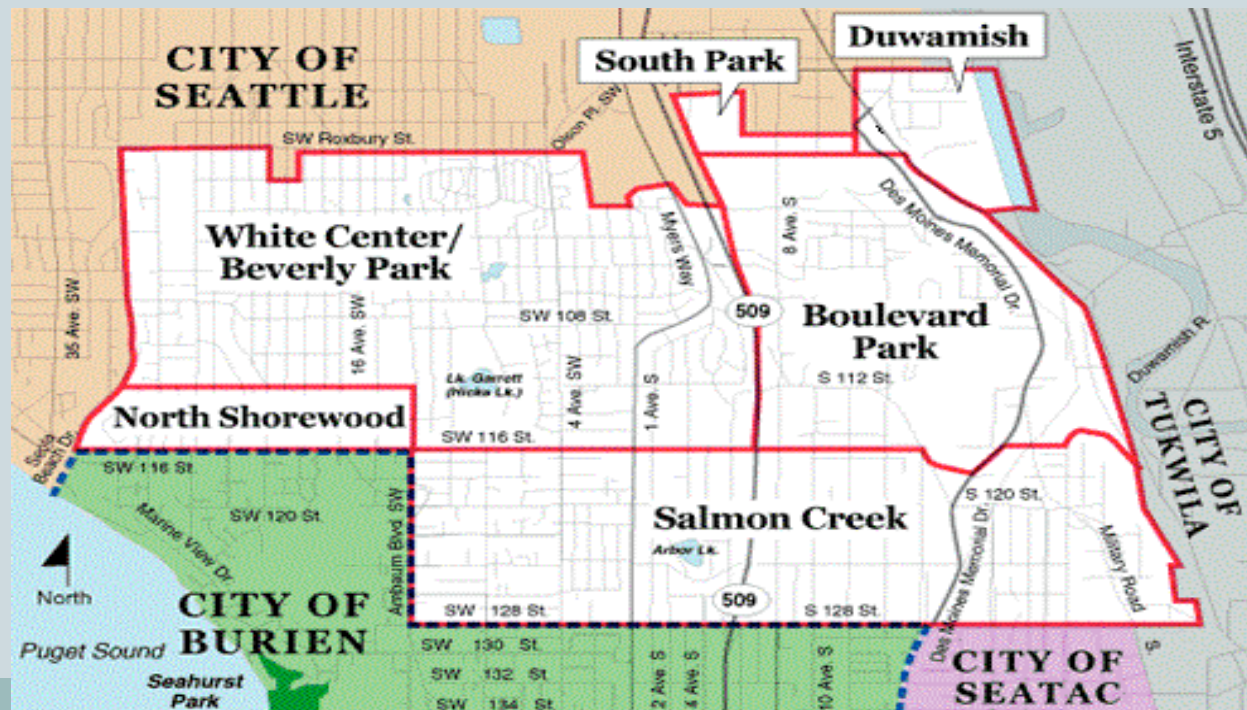 CITY OF
SEATTLE
South Park
Duwamish
Interstate 5
Olson Pl. SW
SW Roxbury St.
White Center/
Beverly Park
Myers Way
8 Ave. S
Des Moines Memorial Dr.
35 Ave. SW
16 Ave. SW
SW 108 St.
509
Boulevard
Park
Duwamish R.
Lk. Garrett
(Hicks Lk.)
4 Ave. SW
1 Ave. S
S 112 St.
North Shorewood
SW 116 St.
CITY OF
TUKWILA
Seola
Beach Dr.
SW 116 St.
SW 120 St.
Marine View Dr.
Ambaum Blvd SW
Salmon Creek
Arbor Lk.
S 120 St.
Des Moines Memorial Dr.
Military Road
S.
North
CITY OF
BURIEN
SW 128 St.
509
S 128 St.
Puget Sound
Seahurst
Park
SW 130 St.
SW 132 St.
SW 134 St.
2 Ave S
4 Ave S
10 Ave S
CITY OF
SEATAC